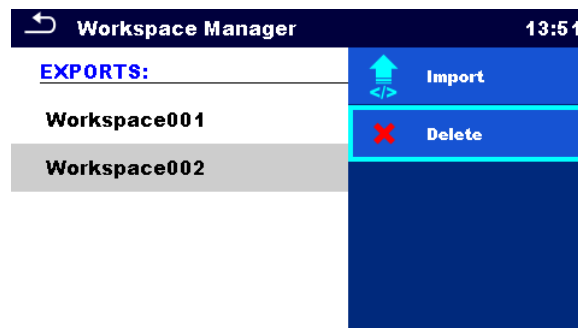 Workspace Manager 13:51
EXPORTS:
Import
</>
Workspace001
Delete
Workspace002